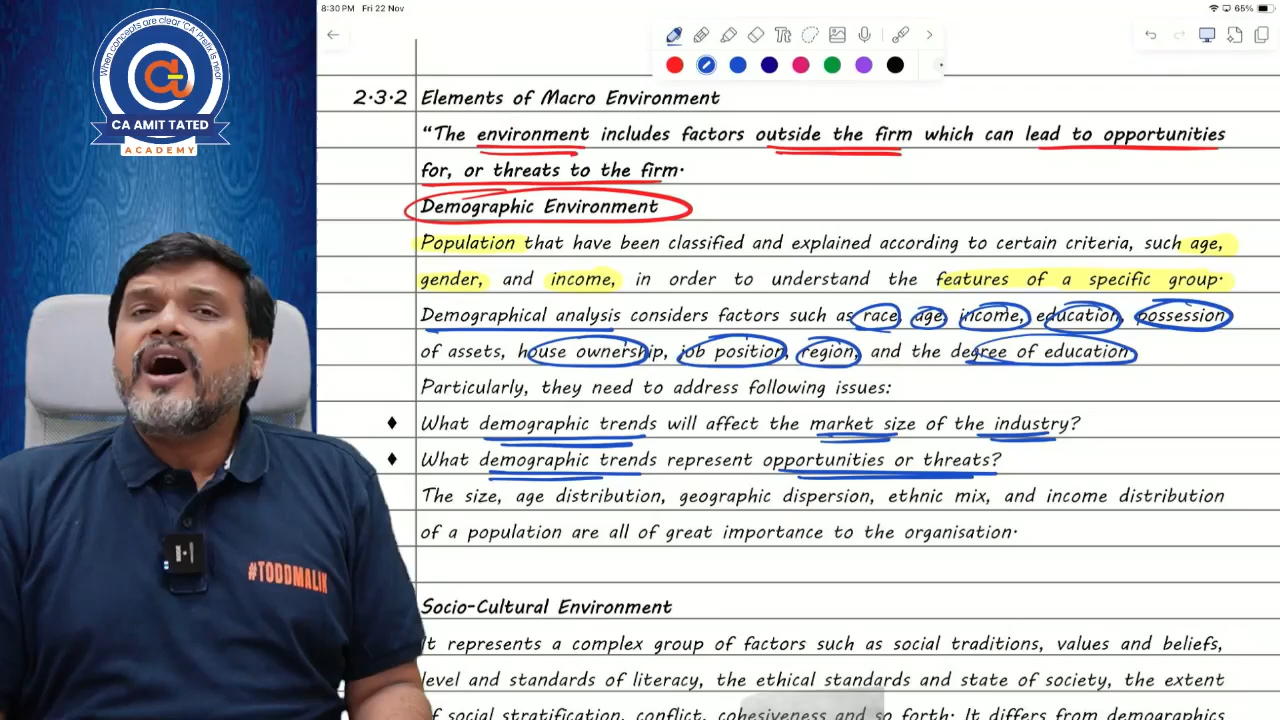 8:30 PM Fri 22 Nov
65%
When concepts are clear 'CA' Prefix is near
CA AMIT TATED
ACADEMY
2·3·2 Elements of Macro Environment
“The environment includes factors outside the firm which can lead to opportunities
for, or threats to the firm·
Demographic Environment
Population that have been classified and explained according to certain criteria, such age,
gender, and income, in order to understand the features of a specific group·
Demographical analysis considers factors such as race, age, income, education, possession
of assets, house ownership, job position, region, and the degree of education
Particularly, they need to address following issues:
♦ What demographic trends will affect the market size of the industry?
♦ What demographic trends represent opportunities or threats?
The size, age distribution, geographic dispersion, ethnic mix, and income distribution
of a population are all of great importance to the organisation·
Socio-Cultural Environment
It represents a complex group of factors such as social traditions, values and beliefs,
level and standards of literacy, the ethical standards and state of society, the extent
of social stratification, conflict, cohesiveness and so forth· It differs from demographics
#TODDMALIK